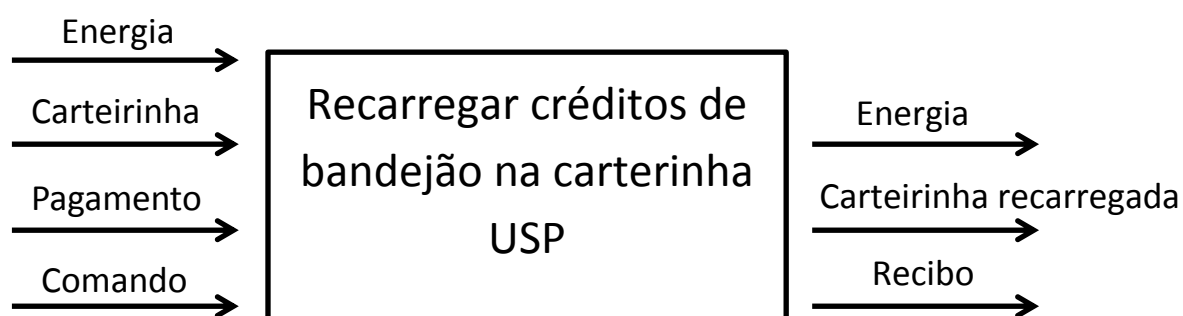 Energia
Carteirinha
Pagamento
Comando
Recarregar créditos de
bandejão na carterinha
USP
Energia
Carteirinha recarregada
Recibo